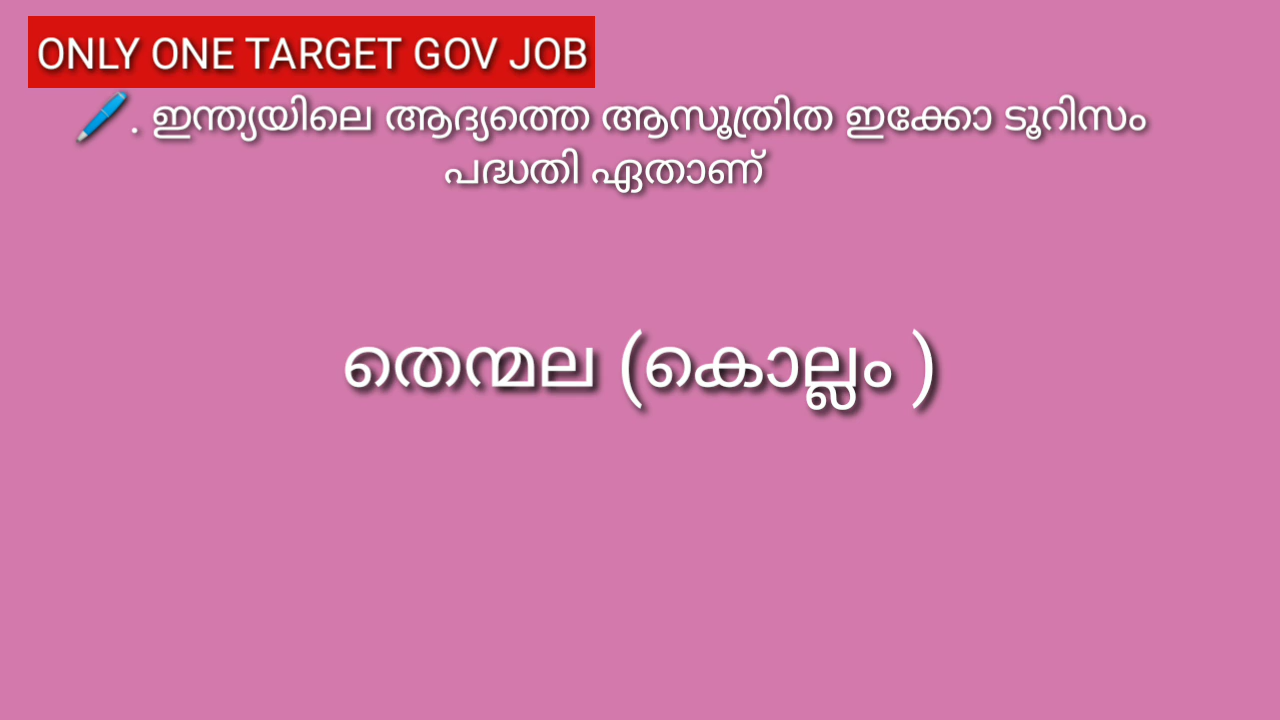 ONLY ONE TARGET GOV JOB
🖊️. ഇന്ത്യയിലെ ആദ്യത്തെ ആസൂത്രിത ഇക്കോ ടൂറിസം
പദ്ധതി ഏതാണ്
തെന്മല (കൊല്ലം )